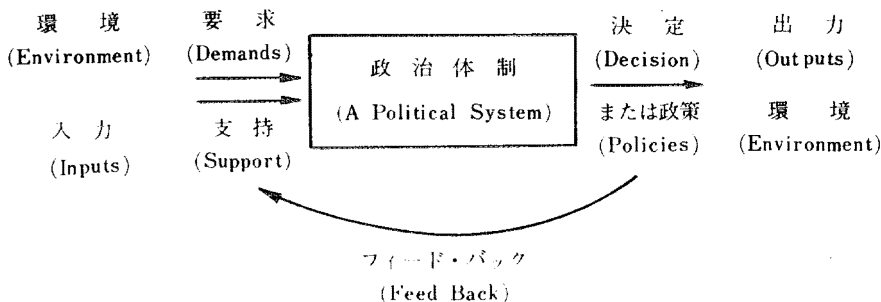 環境
(Environment)
入力
(Inputs)
要求
(Demands)
支持
(Support)
政治体制
(A Political System)
決定
(Decision)
または政策
(Policies)
出力
(Outputs)
環境
(Environment)
フィード・バック
(Feed Back)